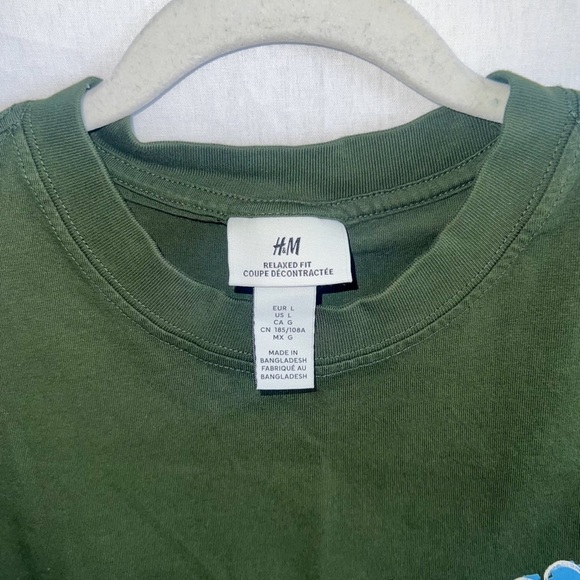 H&M
RELAXED FIT
COUPE DÉCONTRACTÉE
EUR L
US L
CA G
CN 185/108A
MX G
MADE IN
BANGLADESH
FABRIQUÉ AU
BANGLADESH